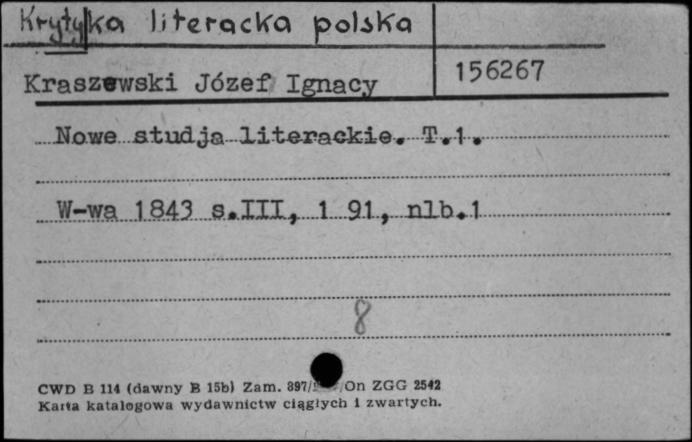 Krytyka literacka polska
Kraszewski Józef Ignacy
156267
Nowe studja literackie. T.1.
W-wa 1843 s.III, 1 91, nlb.1
8
CWD B 114 (dawny B 15b) Zam. 897/ /On ZGG 2542
Karta katalogowa wydawnictw ciągłych i zwartych.